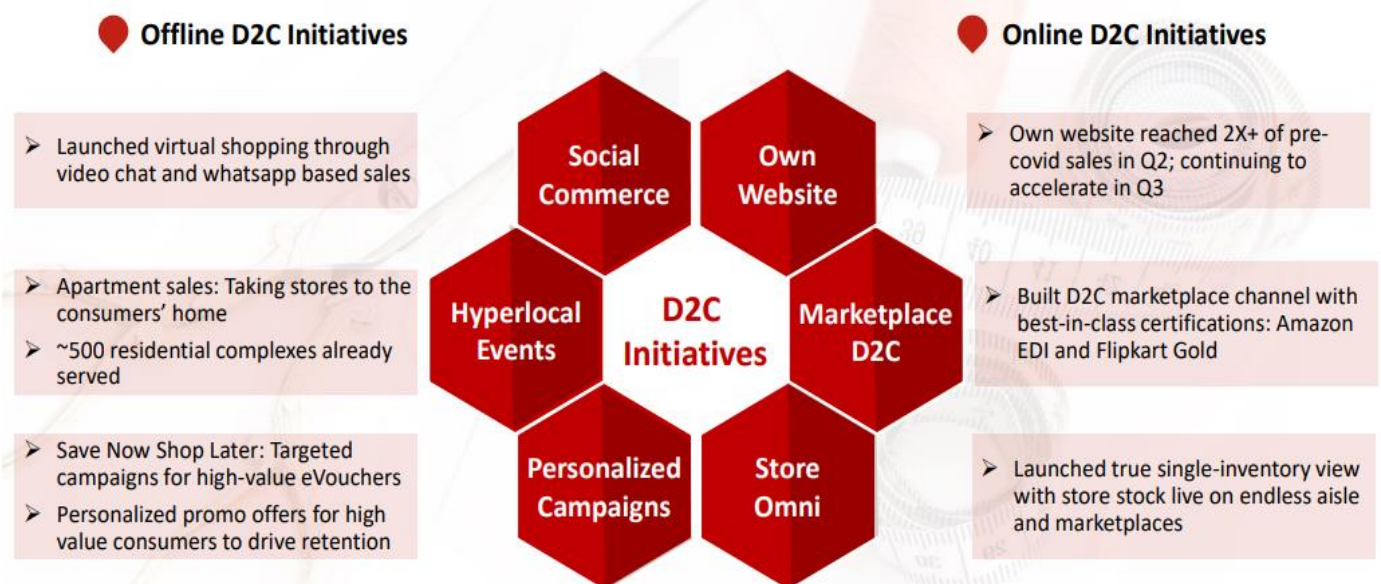 Offline D2C Initiatives
Online D2C Initiatives
➢ Launched virtual shopping through
video chat and whatsapp based sales
➢ Apartment sales: Taking stores to the
consumers’ home
➢ ~500 residential complexes already
served
➢ Save Now Shop Later: Targeted
campaigns for high-value eVouchers
➢ Personalized promo offers for high
value consumers to drive retention
Social
Commerce
Own
Website
Hyperlocal
Events
D2C
Initiatives
Marketplace
D2C
Personalized
Campaigns
Store
Omni
➢ Own website reached 2X+ of pre-
covid sales in Q2; continuing to
accelerate in Q3
➢ Built D2C marketplace channel with
best-in-class certifications: Amazon
EDI and Flipkart Gold
➢ Launched true single-inventory view
with store stock live on endless aisle
and marketplaces